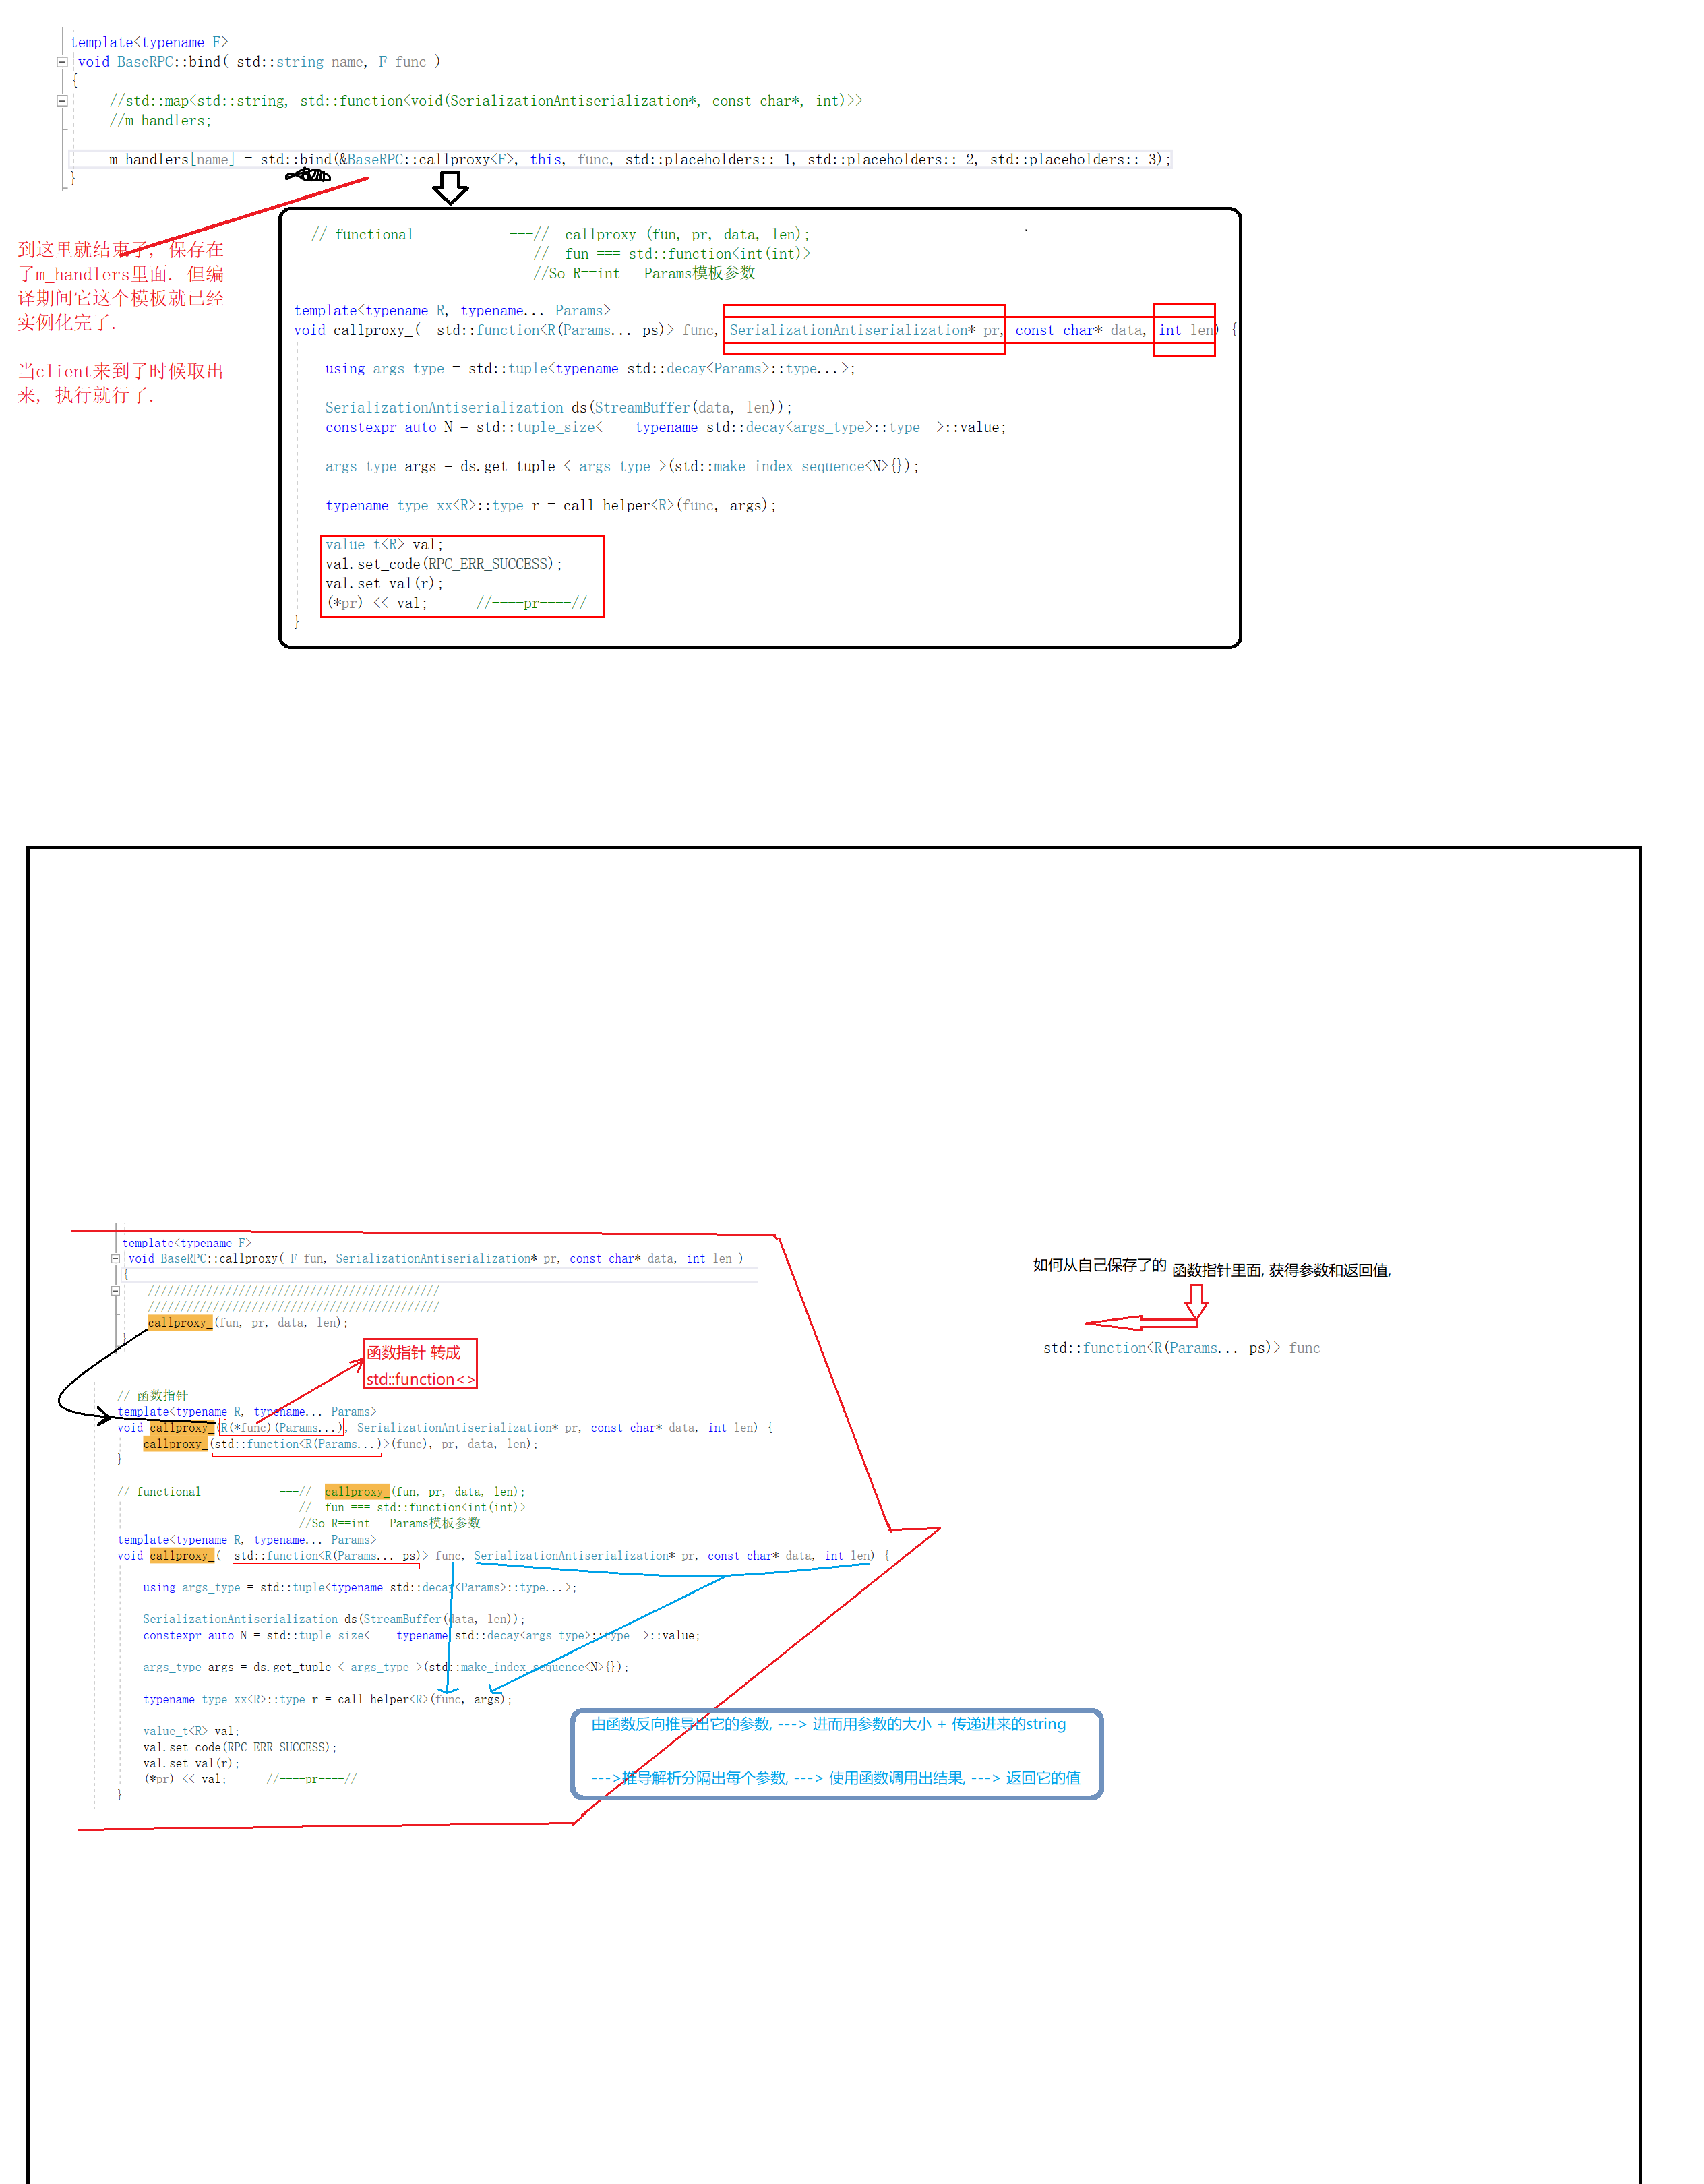 template<typename F>
void BaseRPC::bind( std::string name, F func )
{
//std::map<std::string, std::function<void(SerializationAntiserialization*, const char*, int)>>
//m_handlers;
m_handlers[name] = std::bind(&BaseRPC::callproxy<F>, this, func, std::placeholders::_1, std::placeholders::_2, std::placeholders::_3);
}
到这里就结束了, 保存在
了m_handlers里面. 但编
译期间它这个模板就已经
实例化完了.
当client来到了时候取出
来, 执行就行了.
// functional ---// callproxy_(fun, pr, data, len);
// fun === std::function<int(int)>
//So R==int Params模板参数
template<typename R, typename... Params>
void callproxy_( std::function<R(Params... ps)> func, SerializationAntiserialization* pr, const char* data, int len) {
using args_type = std::tuple<typename std::decay<Params>::type...>;
SerializationAntiserialization ds(StreamBuffer(data, len));
constexpr auto N = std::tuple_size< typename std::decay<args_type>::type >::value;
args_type args = ds.get_tuple < args_type >(std::make_index_sequence<N>{});
typename type_xx<R>::type r = call_helper<R>(func, args);
value_t<R> val;
val.set_code(RPC_ERR_SUCCESS);
val.set_val(r);
(*pr) << val; //----pr----//
}
template<typename F>
void BaseRPC::callproxy( F fun, SerializationAntiserialization* pr, const char* data, int len )
{
/////////////////////////////////////////////
/////////////////////////////////////////////
callproxy_(fun, pr, data, len);
}
如何从自己保存了的 函数指针里面, 获得参数和返回值,
std::function<R(Params... ps)> func
函数指针 转成
std::function<>
// 函数指针
template<typename R, typename... Params>
void callproxy_(R(*func)(Params...), SerializationAntiserialization* pr, const char* data, int len) {
callproxy_(std::function<R(Params...)>(func), pr, data, len);
}
// functional ---// callproxy_(fun, pr, data, len);
// fun === std::function<int(int)>
//So R==int Params模板参数
template<typename R, typename... Params>
void callproxy_( std::function<R(Params... ps)> func, SerializationAntiserialization* pr, const char* data, int len) {
using args_type = std::tuple<typename std::decay<Params>::type...>;
SerializationAntiserialization ds(StreamBuffer(data, len));
constexpr auto N = std::tuple_size< typename std::decay<args_type>::type >::value;
args_type args = ds.get_tuple < args_type >(std::make_index_sequence<N>{});
typename type_xx<R>::type r = call_helper<R>(func, args);
value_t<R> val;
val.set_code(RPC_ERR_SUCCESS);
val.set_val(r);
(*pr) << val; //----pr----//
}
由函数反向推导出它的参数, ---> 进而用参数的大小 + 传递进来的string
--->推导解析分隔出每个参数, ---> 使用函数调用出结果, ---> 返回它的值